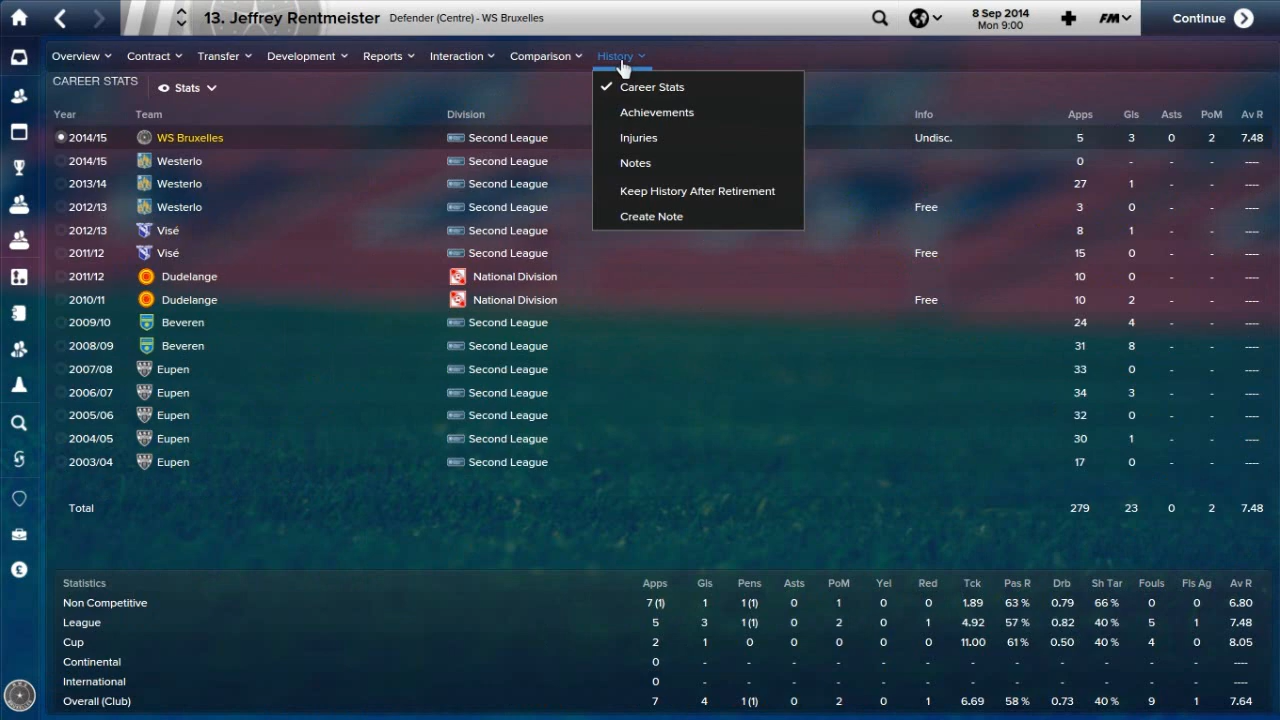 13. Jeffrey Rentmeister Defender (Centre) - WS Bruxelles 8 Sep 2014 FM Continue
Mon 9:00
Overview Contract Transfer Development Reports Interaction Comparison History
CAREER STATS Stats
Career Stats
Achievements
Injuries
Notes
Keep History After Retirement
Create Note
Year Team Division Info Apps Gls Asts PoM Av R
2014/15 WS Bruxelles Second League Undisc. 5 3 0 2 7.48
2014/15 Westerlo Second League 0 - - - ----
2013/14 Westerlo Second League 27 1 - - ----
2012/13 Westerlo Second League Free 3 0 - - ----
2012/13 Visé Second League 8 1 - - ----
2011/12 Visé Second League Free 15 0 - - ----
2011/12 Dudelange National Division 10 0 - - ----
2010/11 Dudelange National Division Free 10 2 - - ----
2009/10 Beveren Second League 24 4 - - ----
2008/09 Beveren Second League 31 8 - - ----
2007/08 Eupen Second League 33 0 - - ----
2006/07 Eupen Second League 34 3 - - ----
2005/06 Eupen Second League 32 0 - - ----
2004/05 Eupen Second League 30 1 - - ----
2003/04 Eupen Second League 17 0 - - ----
Total 279 23 0 2 7.48
Statistics Apps Gls Pens Asts PoM Yel Red Tck Pas R Drb Sh Tar Fouls Fls Ag Av R
Non Competitive 7 (1) 1 1 (1) 0 1 0 0 1.89 63 % 0.79 66 % 0 0 6.80
League 5 3 1 (1) 0 2 0 1 4.92 57 % 0.82 40 % 5 1 7.48
Cup 2 1 0 0 0 0 0 11.00 61 % 0.50 40 % 4 0 8.05
Continental 0 - - - - - - - - - - - - ----
International 0 - - - - - - - - - - - - ----
Overall (Club) 7 4 1 (1) 0 2 0 1 6.69 58 % 0.73 40 % 9 1 7.64